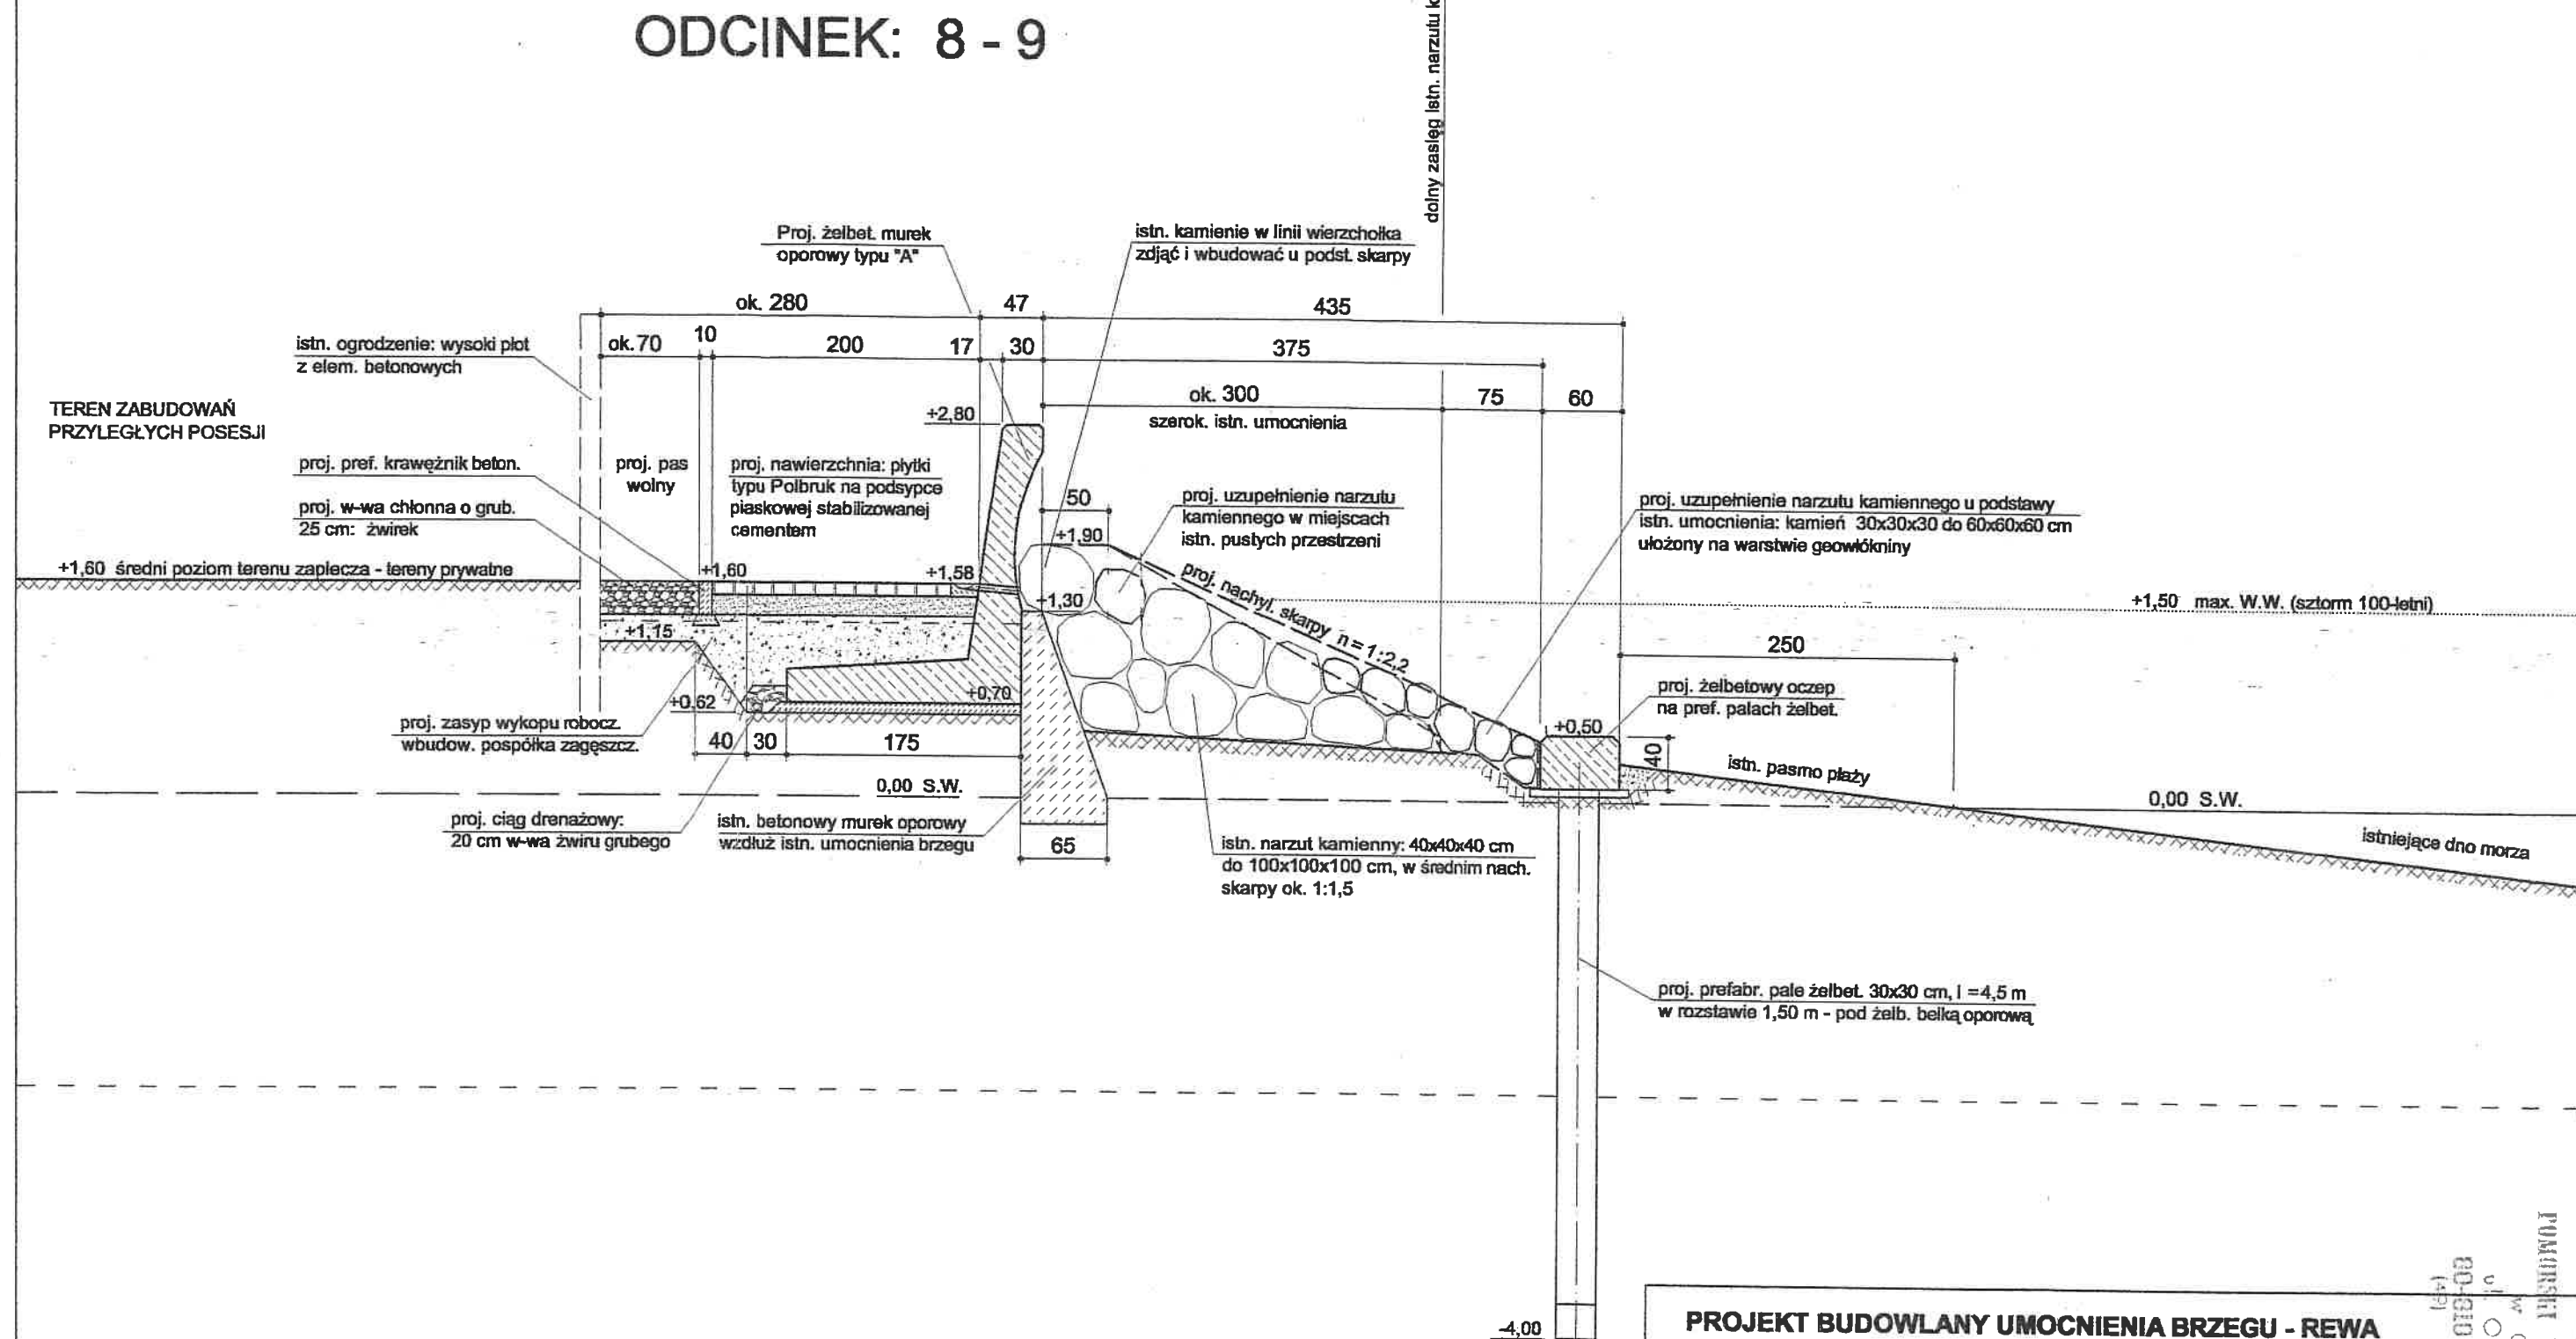 ODCINEK: 8 - 9
dolny zasięg istn. narzutu
Proj. żelbet. murek
oporowy typu "A"
istn. kamienie w linii wierzchołka
zdjąć i wbudować u podst. skarpy
ok. 280
47
435
istn. ogrodzenie: wysoki płot
z elem. betonowych
ok. 70
10
200
17
30
375
ok. 300
szerok. istn. umocnienia
75
60
TEREN ZABUDOWAŃ
PRZYLEGŁYCH POSESJI
+2,80
proj. pref. krawężnik beton.
proj. pas
wolny
proj. nawierzchnia: płytki
typu Polbruk na podsypce
piaskowej stabilizowanej
cementem
proj. w-wa chłonna o grub.
25 cm: żwirek
50
+1,90
proj. uzupełnienie narzutu
kamiennego w miejscach
istn. pustych przestrzeni
proj. uzupełnienie narzutu kamiennego u podstawy
istn. umocnienia: kamień 30x30x30 do 60x60x60 cm
ułożony na warstwie geowłókniny
+1,60 średni poziom terenu zaplecza - tereny prywatne
+1,60
+1,58
+1,30
proj. nachyl. skarpy n = 1:2,2
+1,50 max. W.W. (sztorm 100-letni)
+1,15
250
+0,62
+0,70
proj. zasyp wykopu robocz.
wbudow. pospółka zagęszcz.
40
30
175
+0,50
40
proj. żelbetowy oczep
na pref. palach żelbet.
istn. pasmo plaży
0,00 S.W.
0,00 S.W.
proj. ciąg drenażowy:
20 cm w-wa żwiru grubego
istn. betonowy murek oporowy
wzdłuż istn. umocnienia brzegu
65
istn. narzut kamienny: 40x40x40 cm
do 100x100x100 cm, w średnim nach.
skarpy ok. 1:1,5
istniejące dno morza
proj. prefabr. pale żelbet. 30x30 cm, l =4,5 m
w rozstawie 1,50 m - pod żelb. belką oporową
-4,00
PROJEKT BUDOWLANY UMOCNIENIA BRZEGU - REWA